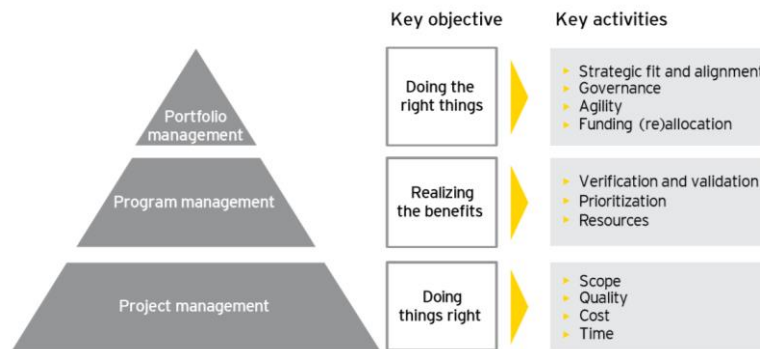 Key objective
Key activities
Portfolio
management
Doing the
right things
Strategic fit and alignment
Governance
Agility
Funding (re)allocation
Program management
Realizing
the benefits
Verification and validation
Prioritization
Resources
Project management
Doing
things right
Scope
Quality
Cost
Time